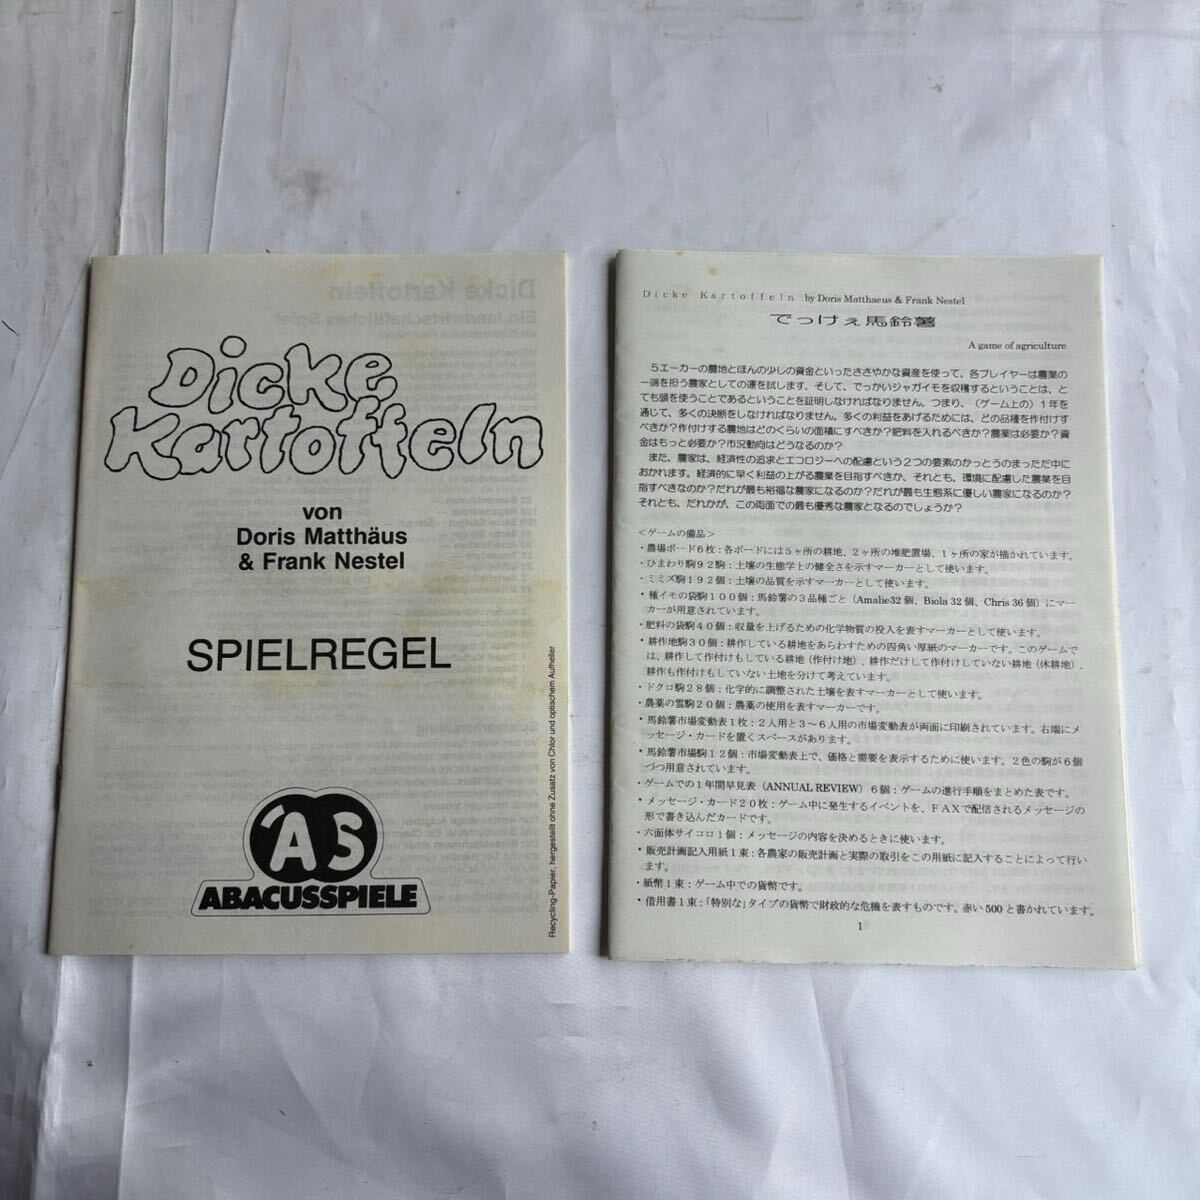 Dicke
Kartoffeln
von
Doris Matthäus
& Frank Nestel
SPIELREGEL
'AS
ABACUSSPIELE
Recycling-Papier, hergestellt ohne Zusatz von Chlor und optischem Aufheller
Dicke Kartoffeln by Doris Matthaeus & Frank Nestel
でっけぇ馬鈴薯
A game of agriculture
5エーカーの農地とほんの少しの資金といったささやかな資産を使って、各プレイヤーは農業の
一端を担う農家としての運を試します。そして、でっかいジャガイモを収穫するということは、と
ても頭を使うことであるということを証明しなければなりません。つまり、（ゲーム上の）1年を
通じて、多くの決断をしなければなりません。多くの利益をあげるためには、どの品種を作付けす
べきか？作付けする農地はどのくらいの面積にすべきか？肥料を入れるべきか？農薬は必要か？資
金はもっと必要か？市況動向はどうなるのか？
また、農家は、経済性の追求とエコロジーへの配慮という2つの要素のかっとうのまっただ中に
おかれます。経済的に早く利益の上がる農業を目指すべきか、それとも、環境に配慮した農業を目
指すべきなのか？だれが最も裕福な農家になるのか？だれが最も生態系に優しい農家になるのか？
それとも、だれかが、この両面での最も優秀な農家となるのでしょうか？
＜ゲームの備品＞
・農場ボード6枚：各ボードには5ヶ所の耕地、2ヶ所の堆肥置場、1ヶ所の家が描かれています。
・ひまわり駒92駒：土壌の生態学上の健全さを示すマーカーとして使います。
・ミミズ駒192個：土壌の品質を示すマーカーとして使います。
・種イモの袋駒100個：馬鈴薯の3品種ごと（Amalie32個、Biola 32個、Chris 36個）にマー
カーが用意されています。
・肥料の袋駒40個：収量を上げるための化学物質の投入を表すマーカーとして使います。
・耕作地駒30個：耕作している耕地をあらわすための四角い厚紙のマーカーです。このゲームで
は、耕作して作付けもしている耕地（作付け地）、耕作だけして作付けしていない耕地（休耕地）、
耕作も作付けもしていない土地を分けて考えています。
・ドクロ駒28個：化学的に調整された土壌を表すマーカーとして使います。
・農薬の雲駒20個：農薬の使用を表すマーカーです。
・馬鈴薯市場変動表1枚：2人用と3～6人用の市場変動表が両面に印刷されています。右端にメ
ッセージ・カードを置くスペースがあります。
・馬鈴薯市場駒12個：市場変動表上で、価格と需要を表示するために使います。2色の駒が6個
づつ用意されています。
・ゲームでの1年間早見表（ANNUAL REVIEW）6個：ゲームの進行手順をまとめた表です。
・メッセージ・カード20枚：ゲーム中に発生するイベントを、FAXで配信されるメッセージの
形で書き込んだカードです。
・六面体サイコロ1個：メッセージの内容を決めるときに使います。
・販売計画記入用紙1束：各農家の販売計画と実際の取引をこの用紙に記入することによって行い
ます。
・紙幣1束：ゲーム中での貨幣です。
・借用書1束：「特別な」タイプの貨幣で財政的な危機を表すものです。赤い500と書かれています。
1